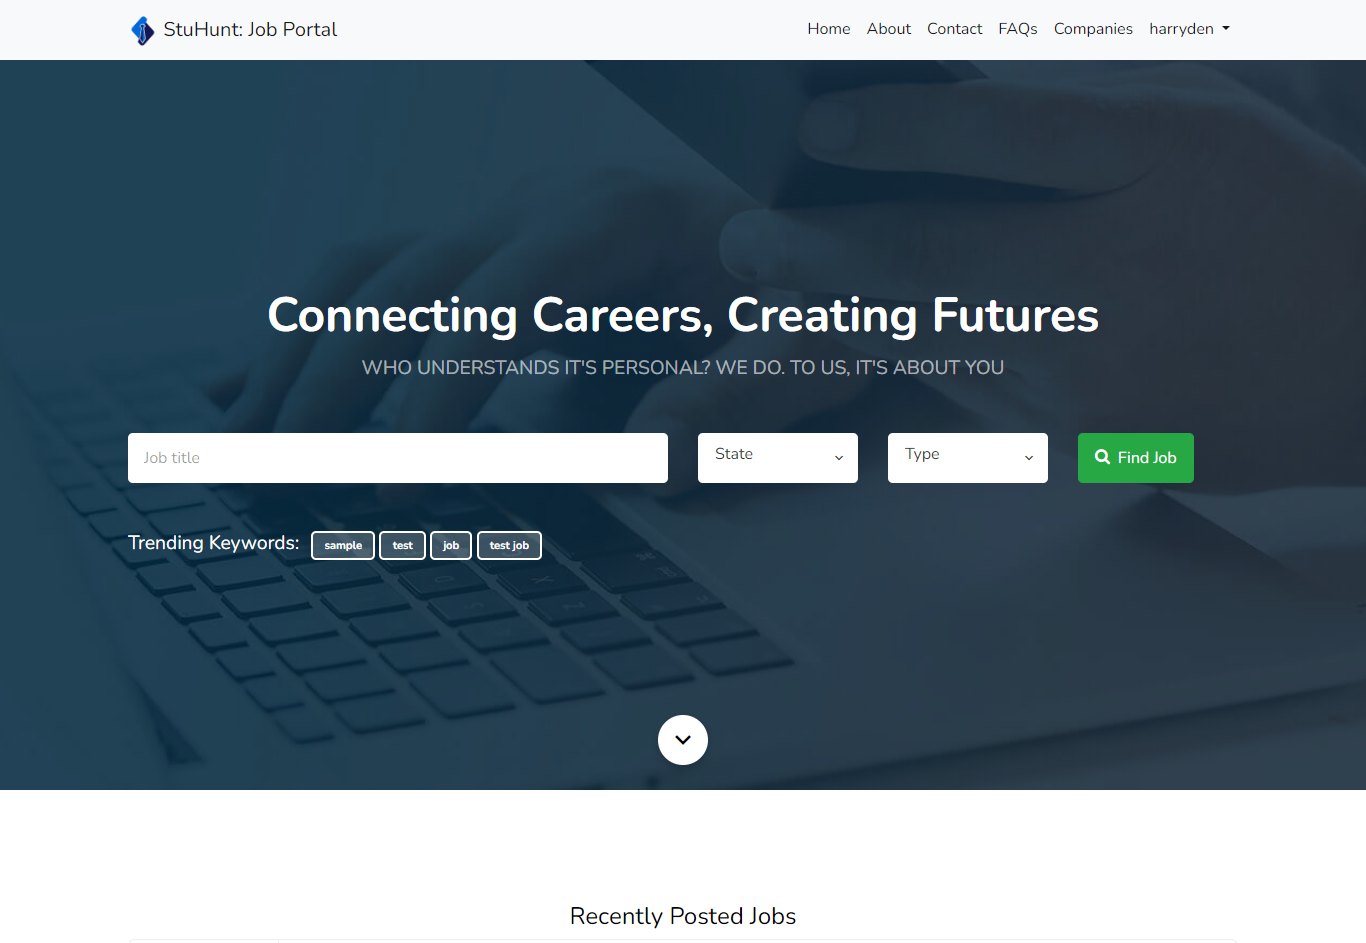 StuHunt: Job Portal
Home About Contact FAQs Companies harryden
Connecting Careers, Creating Futures
WHO UNDERSTANDS IT'S PERSONAL? WE DO. TO US, IT'S ABOUT YOU
Job title State Type Find Job
Trending Keywords: sample test job test job
Recently Posted Jobs